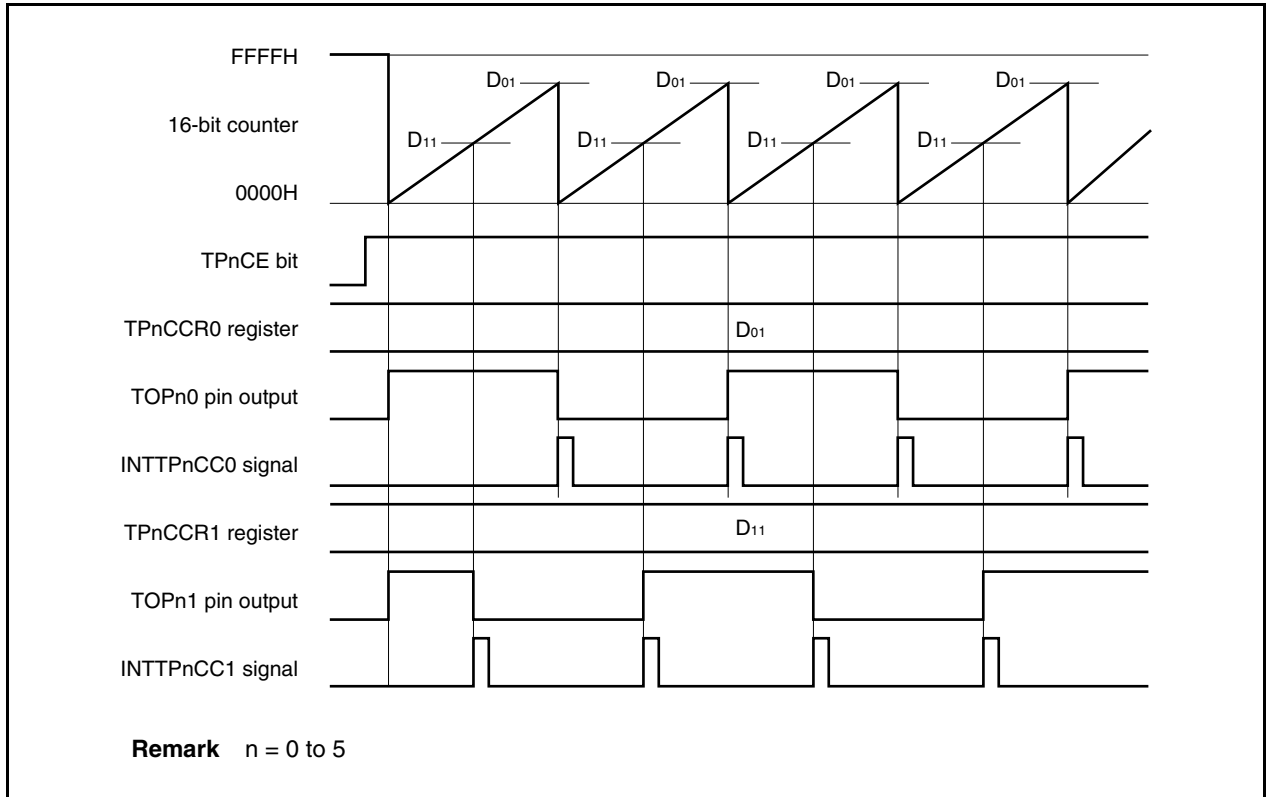 FFFFH
D01 D01 D01 D01
16-bit counter
D11 D11 D11 D11
0000H
TPnCE bit
TPnCCR0 register
D01
TOPn0 pin output
INTTPnCC0 signal
TPnCCR1 register
D11
TOPn1 pin output
INTTPnCC1 signal
Remark n = 0 to 5